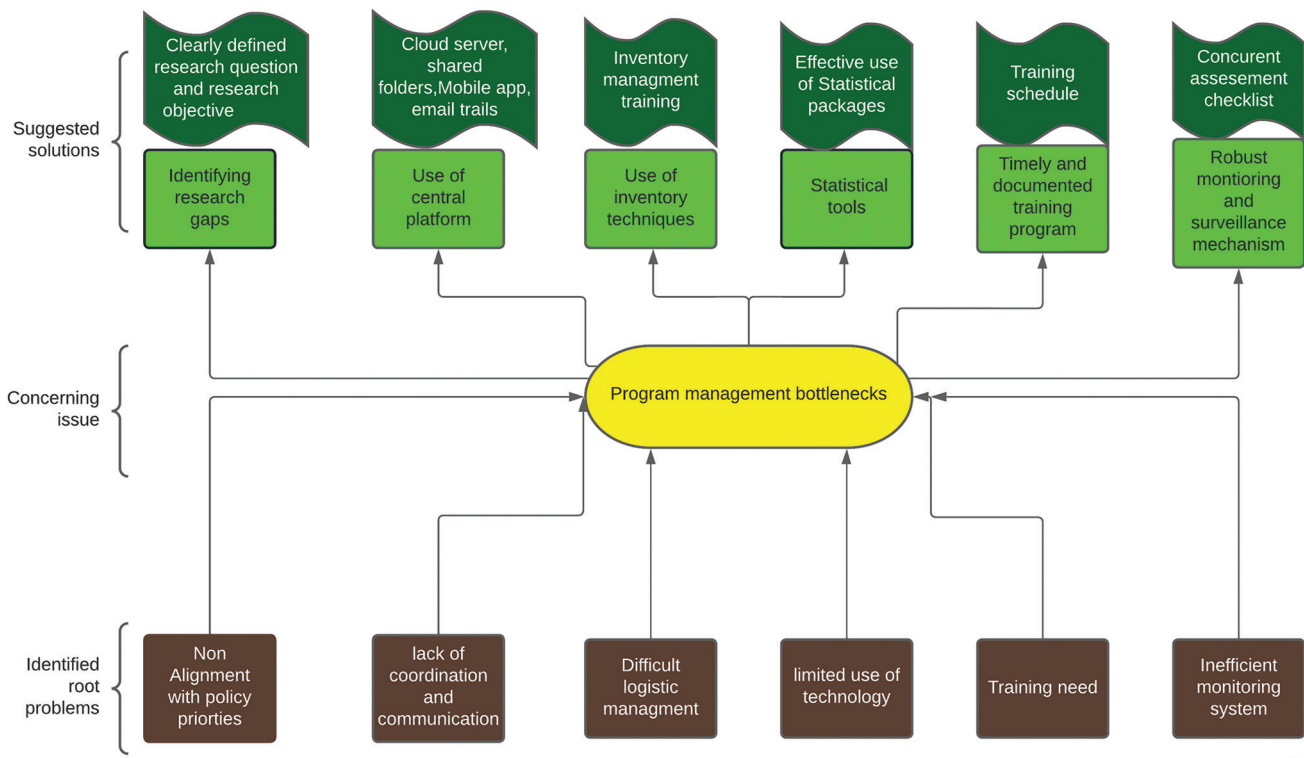 Clearly defined
research question
and research
objective
Cloud server,
shared
folders,Mobile app,
email trails
Inventory
managment
training
Effective use
of Statistical
packages
Training
schedule
Concurent
assesement
checklist
Suggested
solutions
Identifying
research
gaps
Use of
central
platform
Use of
inventory
techniques
Statistical
tools
Timely and
documented
training
program
Robust
montioring
and
surveillance
mechanism
Concerning
issue
Program management bottlenecks
Identified
root
problems
Non
Alignment
with policy
priorties
lack of
coordination
and
communication
Difficult
logistic
managment
limited use of
technology
Training need
Inefficient
monitoring
system